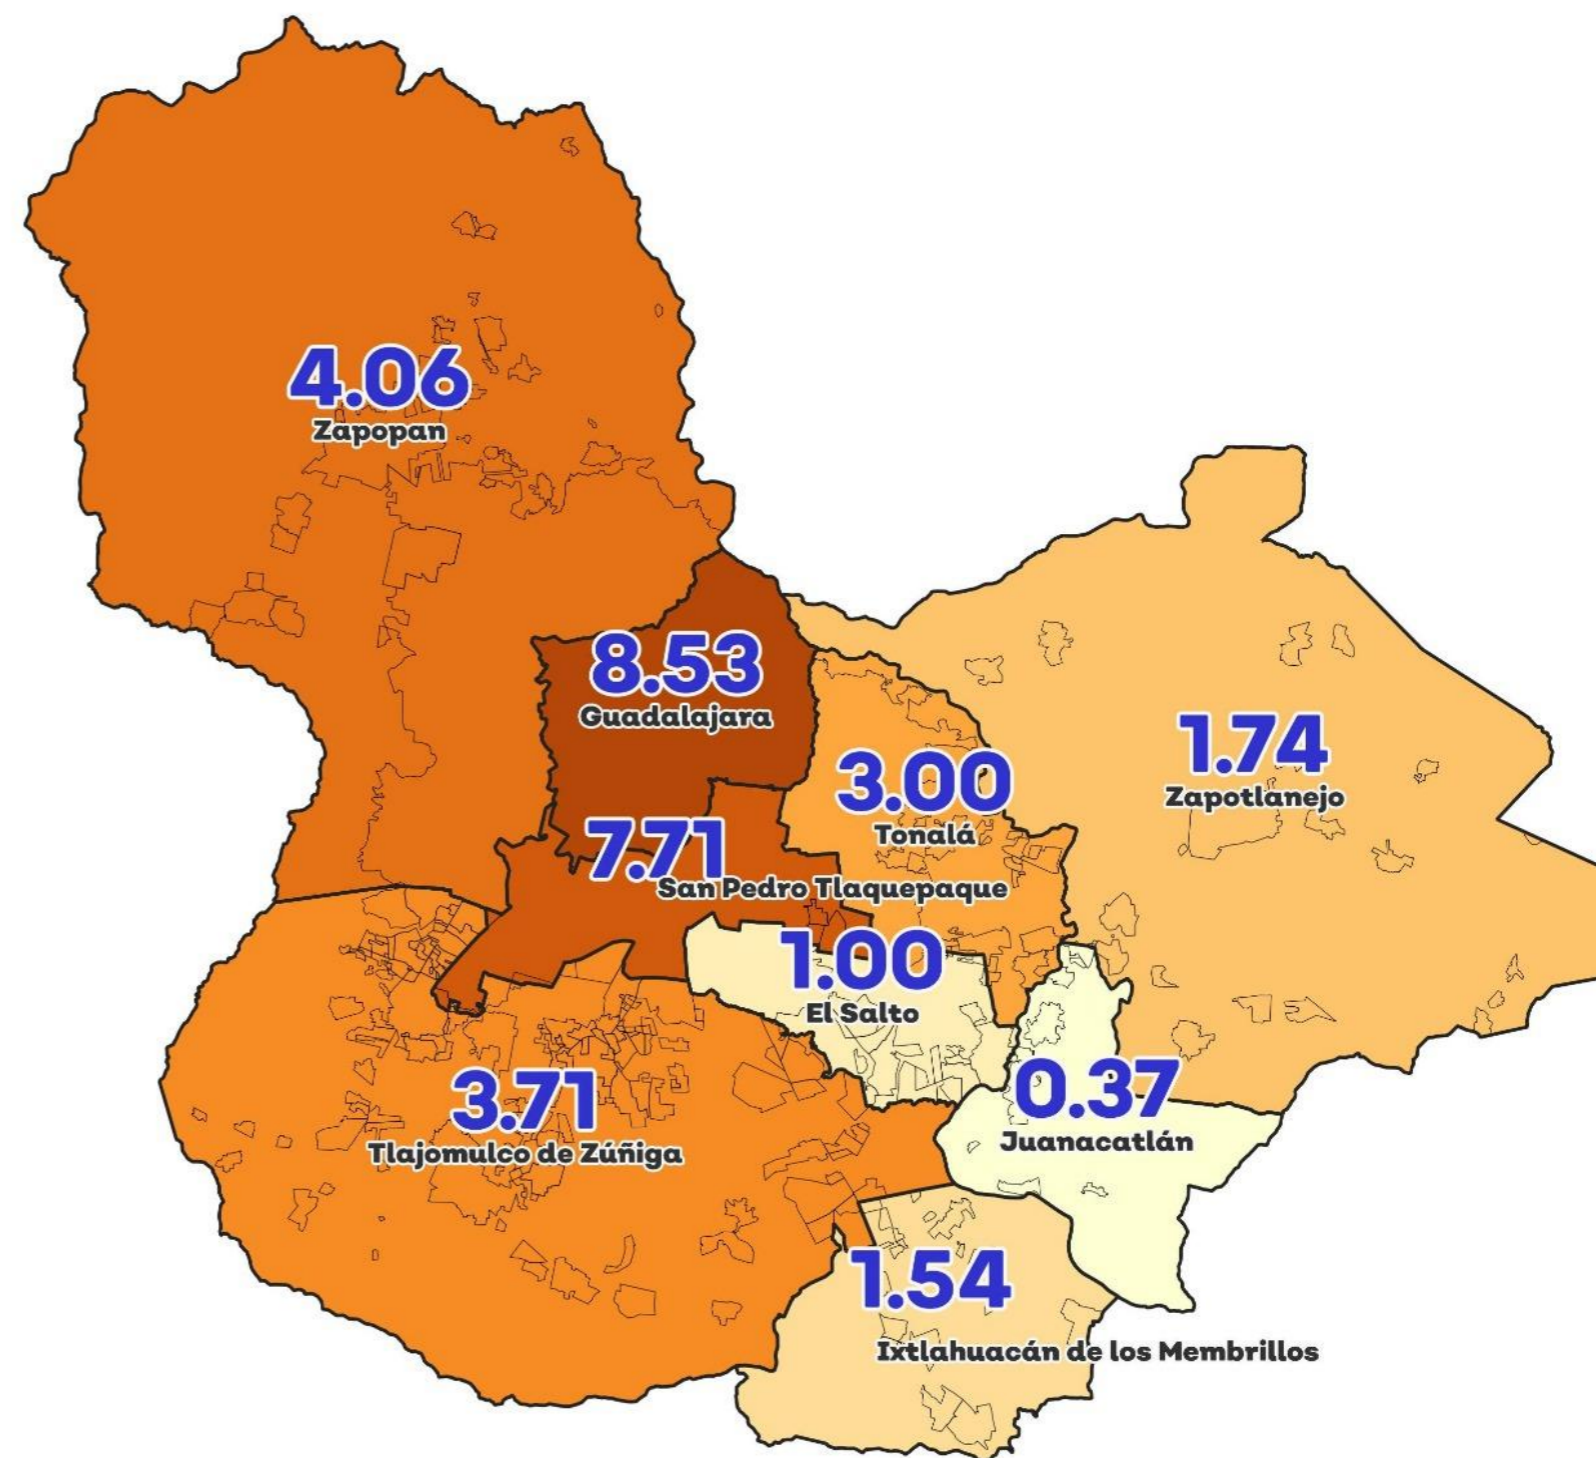 4.06
Zapopan
8.53
Guadalajara
1.74
Zapotlanejo
3.00
Tonalá
7.71
San Pedro Tlaquepaque
1.00
El Salto
3.71
Tlajomulco de Zúñiga
0.37
Juanacatlán
1.54
Ixtlahuacán de los Membrillos